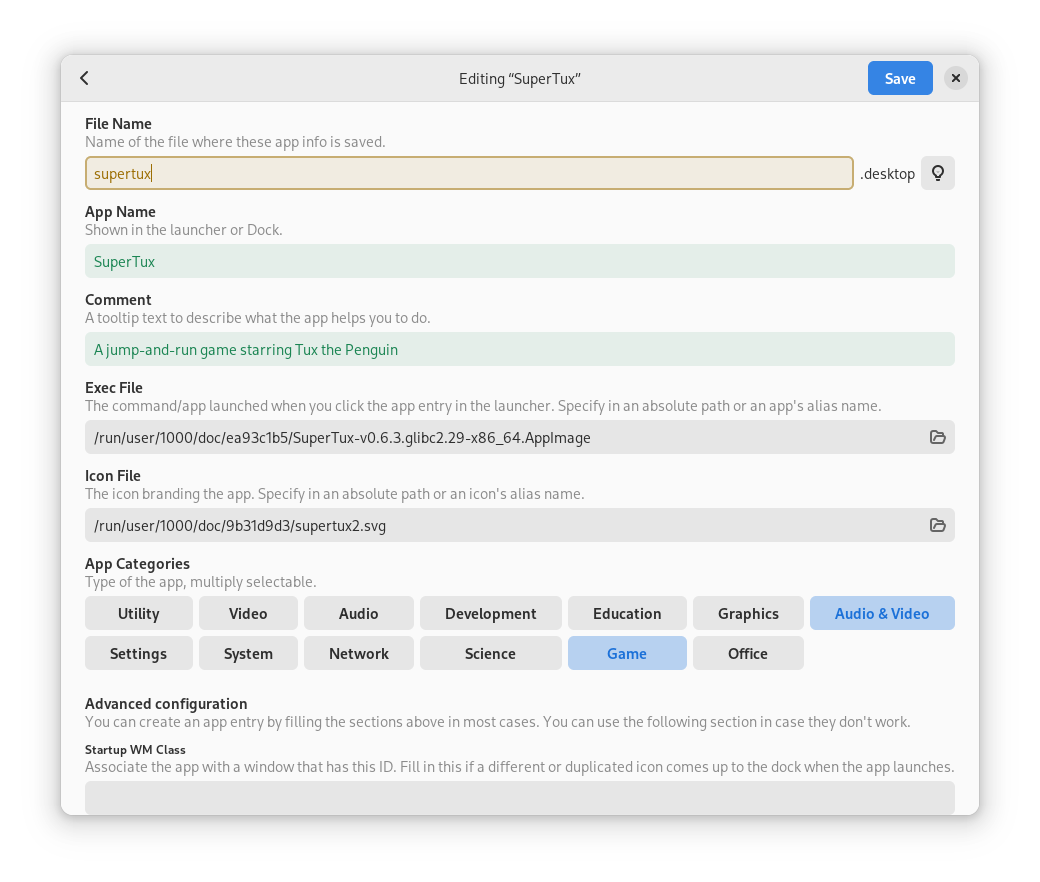 Editing “SuperTux”
Save
File Name
Name of the file where these app info is saved.
supertux
.desktop
App Name
Shown in the launcher or Dock.
SuperTux
Comment
A tooltip text to describe what the app helps you to do.
A jump-and-run game starring Tux the Penguin
Exec File
The command/app launched when you click the app entry in the launcher. Specify in an absolute path or an app's alias name.
/run/user/1000/doc/ea93c1b5/SuperTux-v0.6.3.glibc2.29-x86_64.AppImage
Icon File
The icon branding the app. Specify in an absolute path or an icon's alias name.
/run/user/1000/doc/9b31d9d3/supertux2.svg
App Categories
Type of the app, multiply selectable.
Utility Video Audio Development Education Graphics Audio & Video
Settings System Network Science Game Office
Advanced configuration
You can create an app entry by filling the sections above in most cases. You can use the following section in case they don't work.
Startup WM Class
Associate the app with a window that has this ID. Fill in this if a different or duplicated icon comes up to the dock when the app launches.